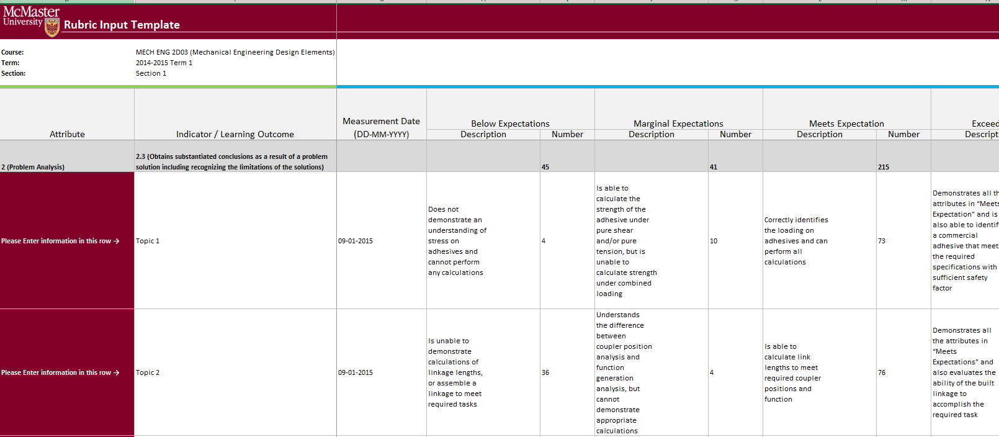 McMaster
University
Rubric Input Template
Course: MECH ENG 2D03 (Mechanical Engineering Design Elements)
Term: 2014-2015 Term 1
Section: Section 1
Attribute
Indicator / Learning Outcome
Measurement Date
(DD-MM-YYYY)
Below Expectations
Description Number
Marginal Expectations
Description Number
Meets Expectation
Description Number
Exceed
Descript
2 (Problem Analysis)
2.3 (Obtains substantiated conclusions as a result of a problem
solution including recognizing the limitations of the solutions)
45
41
215
Please Enter information in this row →
Topic 1
09-01-2015
Does not
demonstrate an
understanding of
stress on
adhesives and
cannot perform
any calculations
4
Is able to
calculate the
strength of the
adhesive under
pure shear
and/or pure
tension, but is
unable to
calculate strength
under combined
loading
10
Correctly identifies
the loading on
adhesives and can
perform all
calculations
73
Demonstrates all th
attributes in “Meets
Expectation” and is
also able to identif
a commercial
adhesive that meet
the required
specifications with
sufficient safety
factor
Please Enter information in this row →
Topic 2
09-01-2015
Is unable to
demonstrate
calculations of
linkage lengths,
or assemble a
linkage to meet
required tasks
36
Understands
the difference
between
coupler position
analysis and
function
generation
analysis, but
cannot
demonstrate
appropriate
calculations
4
Is able to
calculate link
lengths to meet
required coupler
positions and
function
76
Demonstrates all
the attributes in
“Meets
Expectations” and
also evaluates the
ability of the built
linkage to
accomplish the
required task